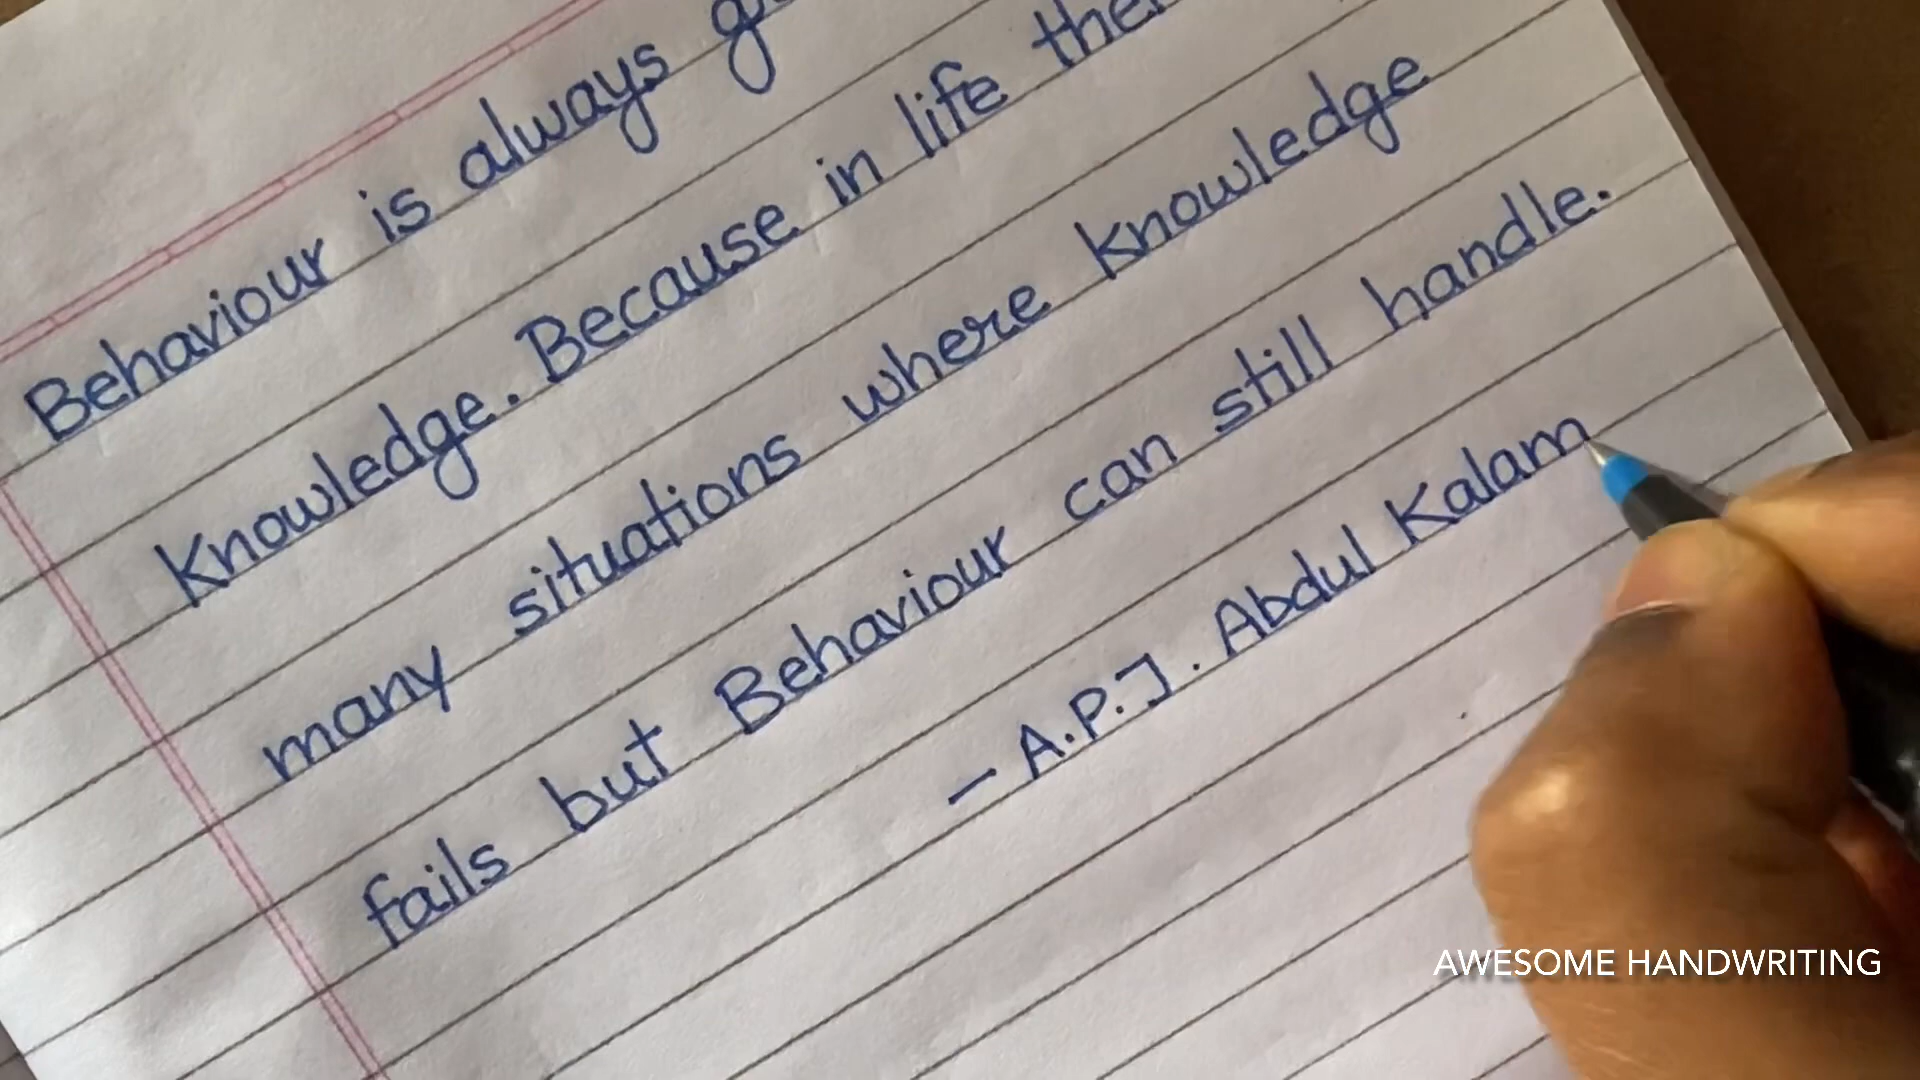 Behaviour is always
Knowledge. Because in life
many situations where knowledge
fails but Behaviour can still handle.
– A.P.J. Abdul Kalam
AWESOME HANDWRITING